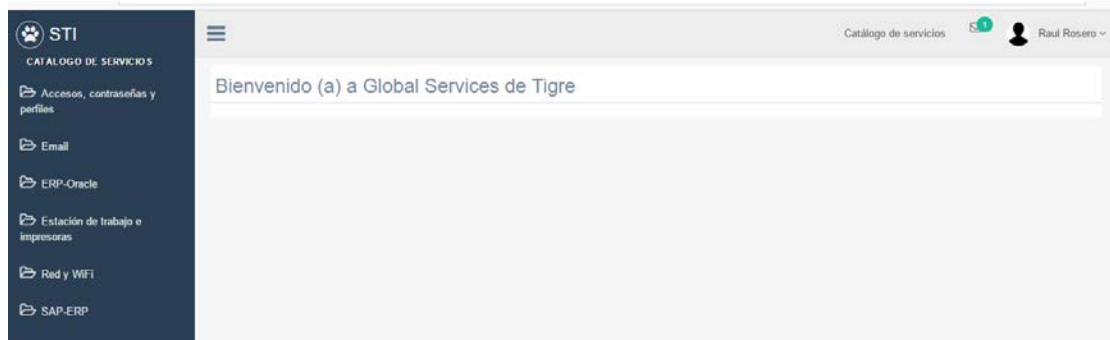 STI
CATALOGO DE SERVICIOS
Accesos, contraseñas y
perfiles
Email
ERP-Oracle
Estación de trabajo e
impresoras
Red y WiFi
SAP-ERP
Catálogo de servicios
1
Raul Rosero
Bienvenido (a) a Global Services de Tigre